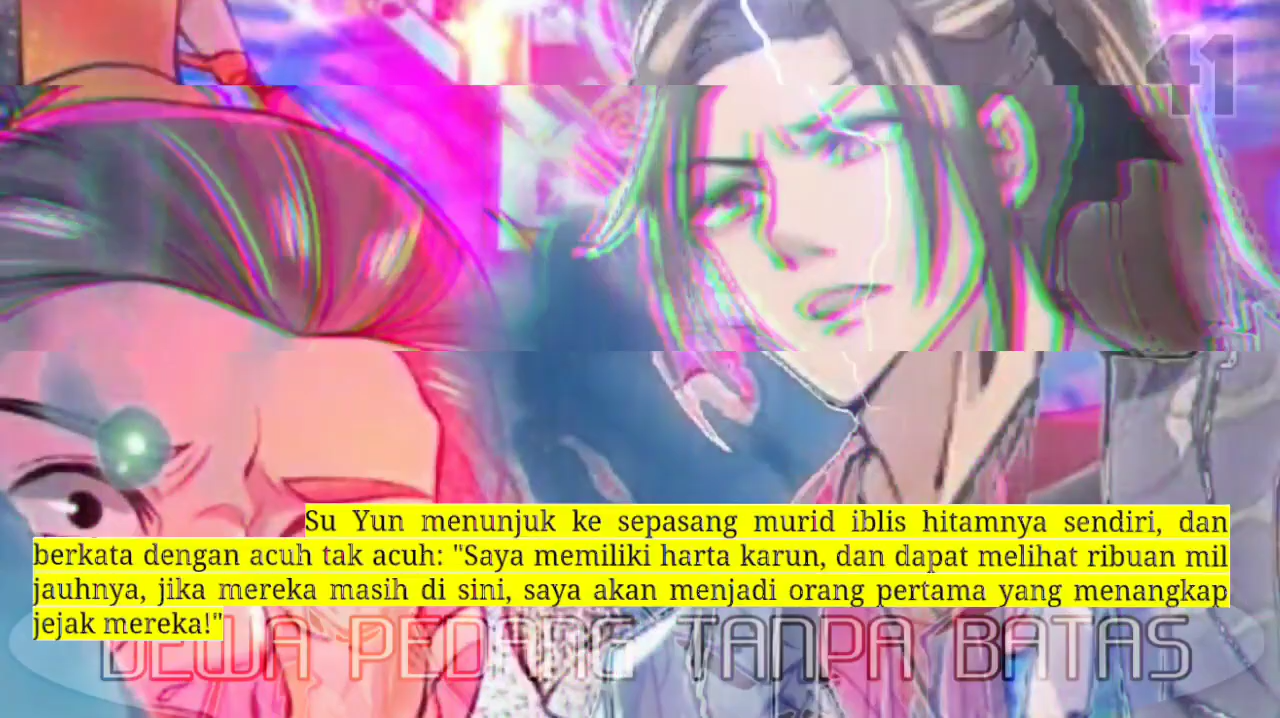 41
Su Yun menunjuk ke sepasang murid iblis hitamnya sendiri, dan
berkata dengan acuh tak acuh: "Saya memiliki harta karun, dan dapat melihat ribuan mil
jauhnya, jika mereka masih di sini, saya akan menjadi orang pertama yang menangkap
jejak mereka!"
DEWA PEDANG TANPA BATAS